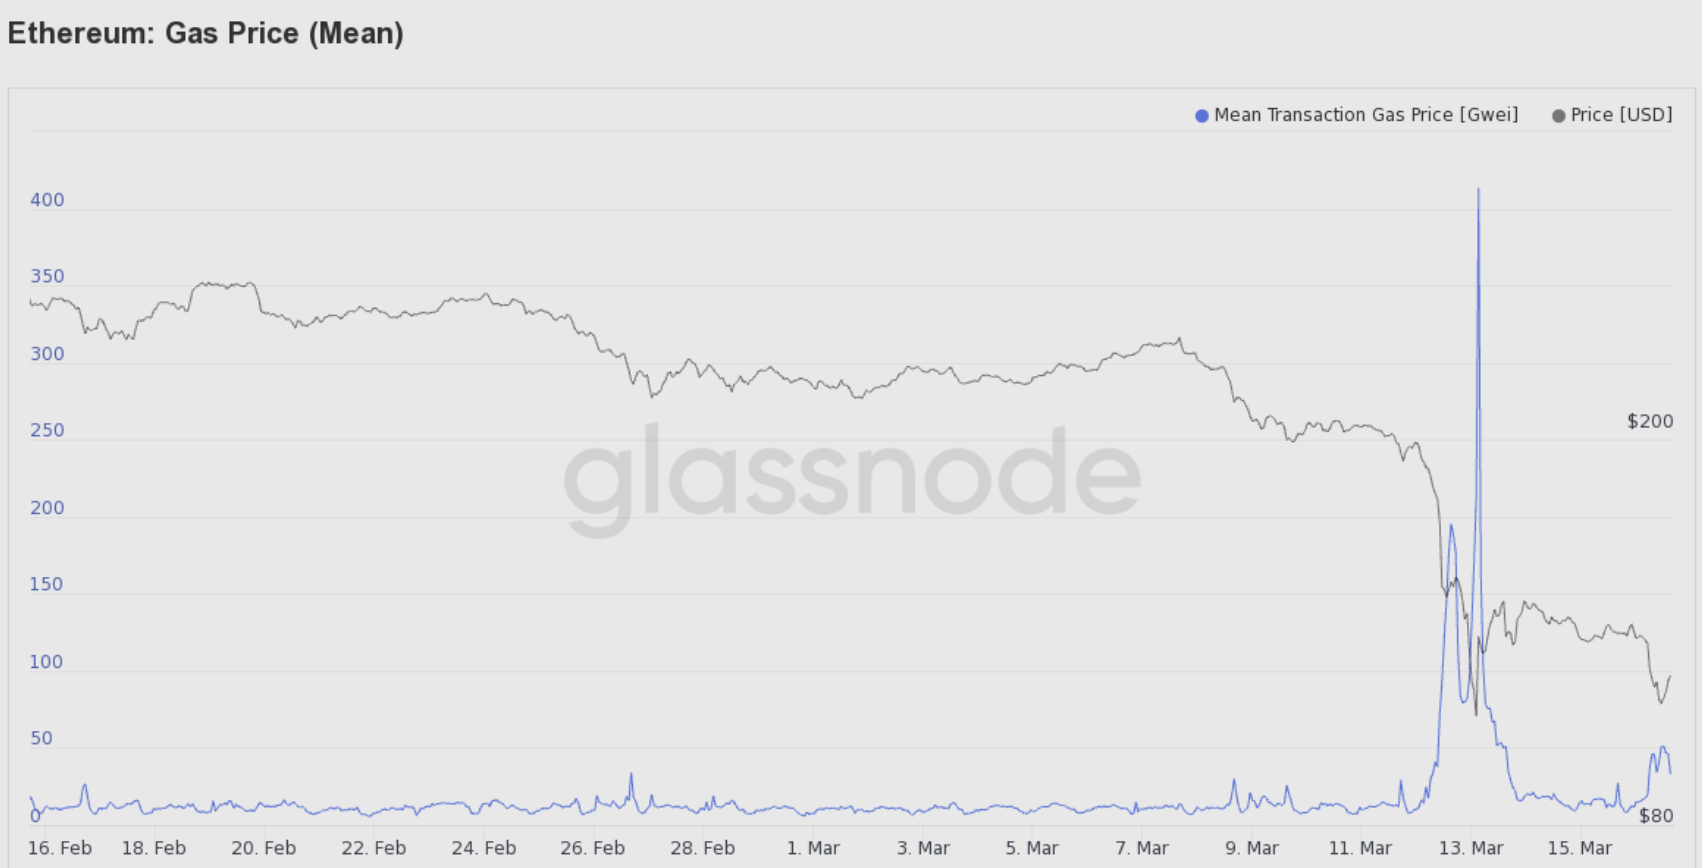 Ethereum: Gas Price (Mean)
Mean Transaction Gas Price [Gwei] Price [USD]
400
350
300
250
200
150
100
50
0
$200
$80
glassnode
16. Feb 18. Feb 20. Feb 22. Feb 24. Feb 26. Feb 28. Feb 1. Mar 3. Mar 5. Mar 7. Mar 9. Mar 11. Mar 13. Mar 15. Mar